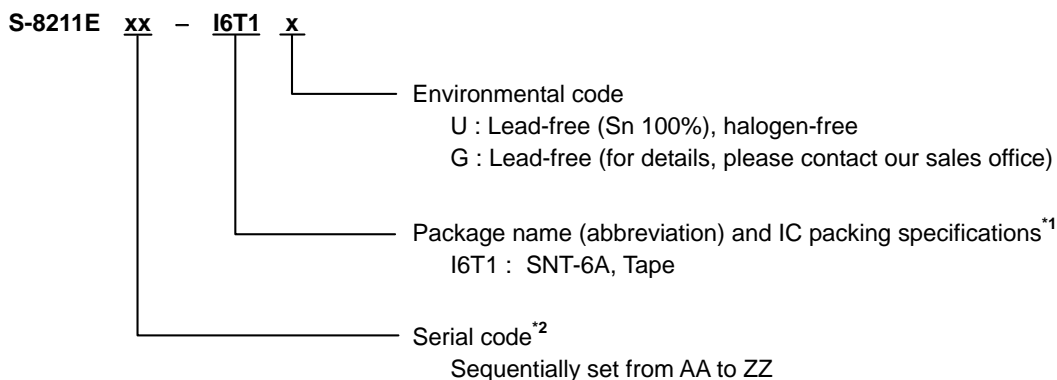 S-8211E xx – I6T1 x
Environmental code
U : Lead-free (Sn 100%), halogen-free
G : Lead-free (for details, please contact our sales office)
Package name (abbreviation) and IC packing specifications*1
I6T1 : SNT-6A, Tape
Serial code*2
Sequentially set from AA to ZZ